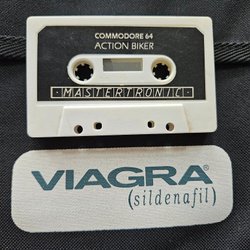 COMMODORE 64
ACTION BIKER
MASTERTRONIC
VIAGRA®
(sildenafil)